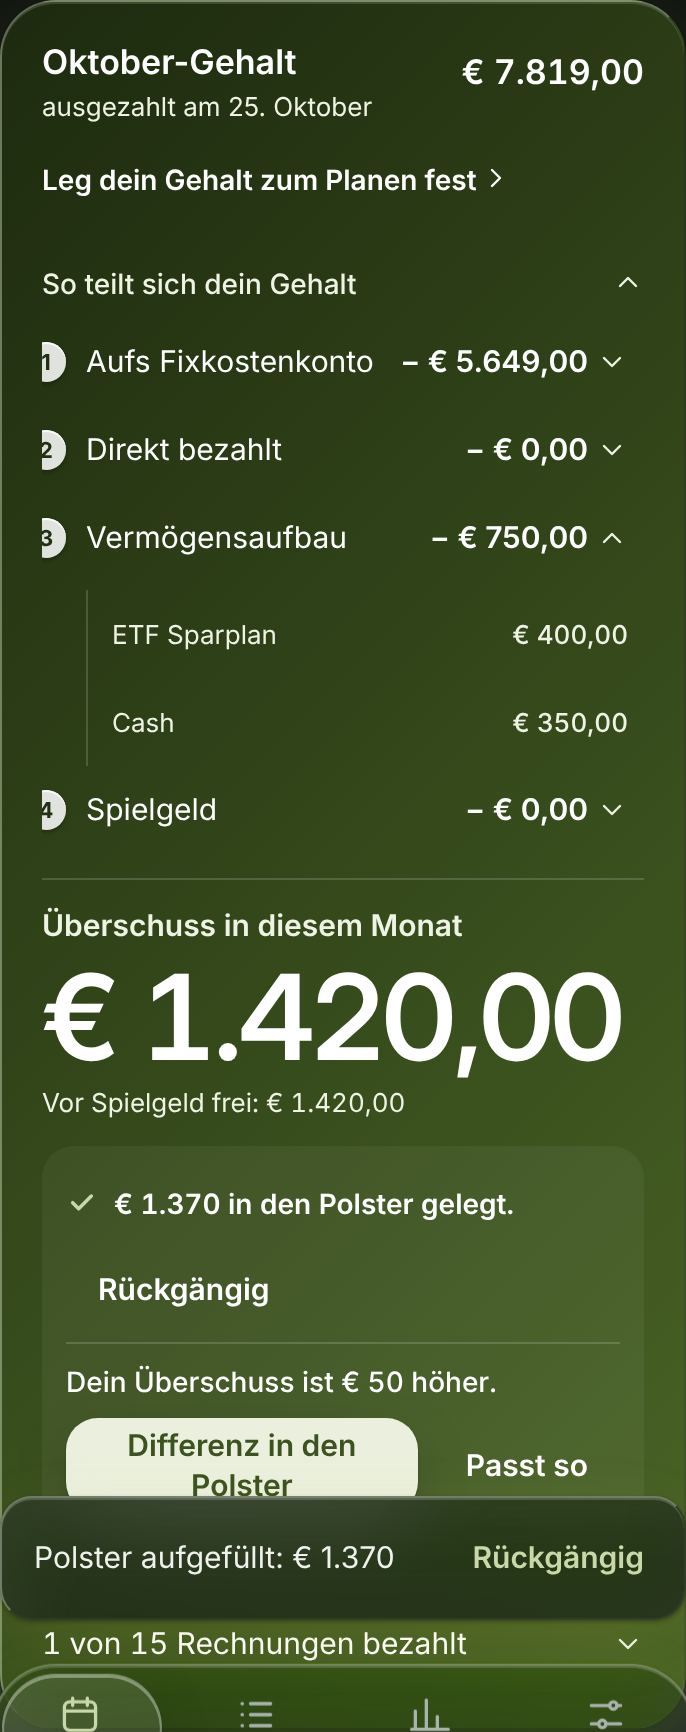 Oktober-Gehalt
€ 7.819,00
ausgezahlt am 25. Oktober
Leg dein Gehalt zum Planen fest
So teilt sich dein Gehalt
1 Aufs Fixkostenkonto – € 5.649,00
2 Direkt bezahlt – € 0,00
3 Vermögensaufbau – € 750,00
ETF Sparplan € 400,00
Cash € 350,00
4 Spielgeld – € 0,00
Überschuss in diesem Monat
€ 1.420,00
Vor Spielgeld frei: € 1.420,00
€ 1.370 in den Polster gelegt.
Rückgängig
Dein Überschuss ist € 50 höher.
Differenz in den
Polster
Passt so
Polster aufgefüllt: € 1.370 Rückgängig
1 von 15 Rechnungen bezahlt